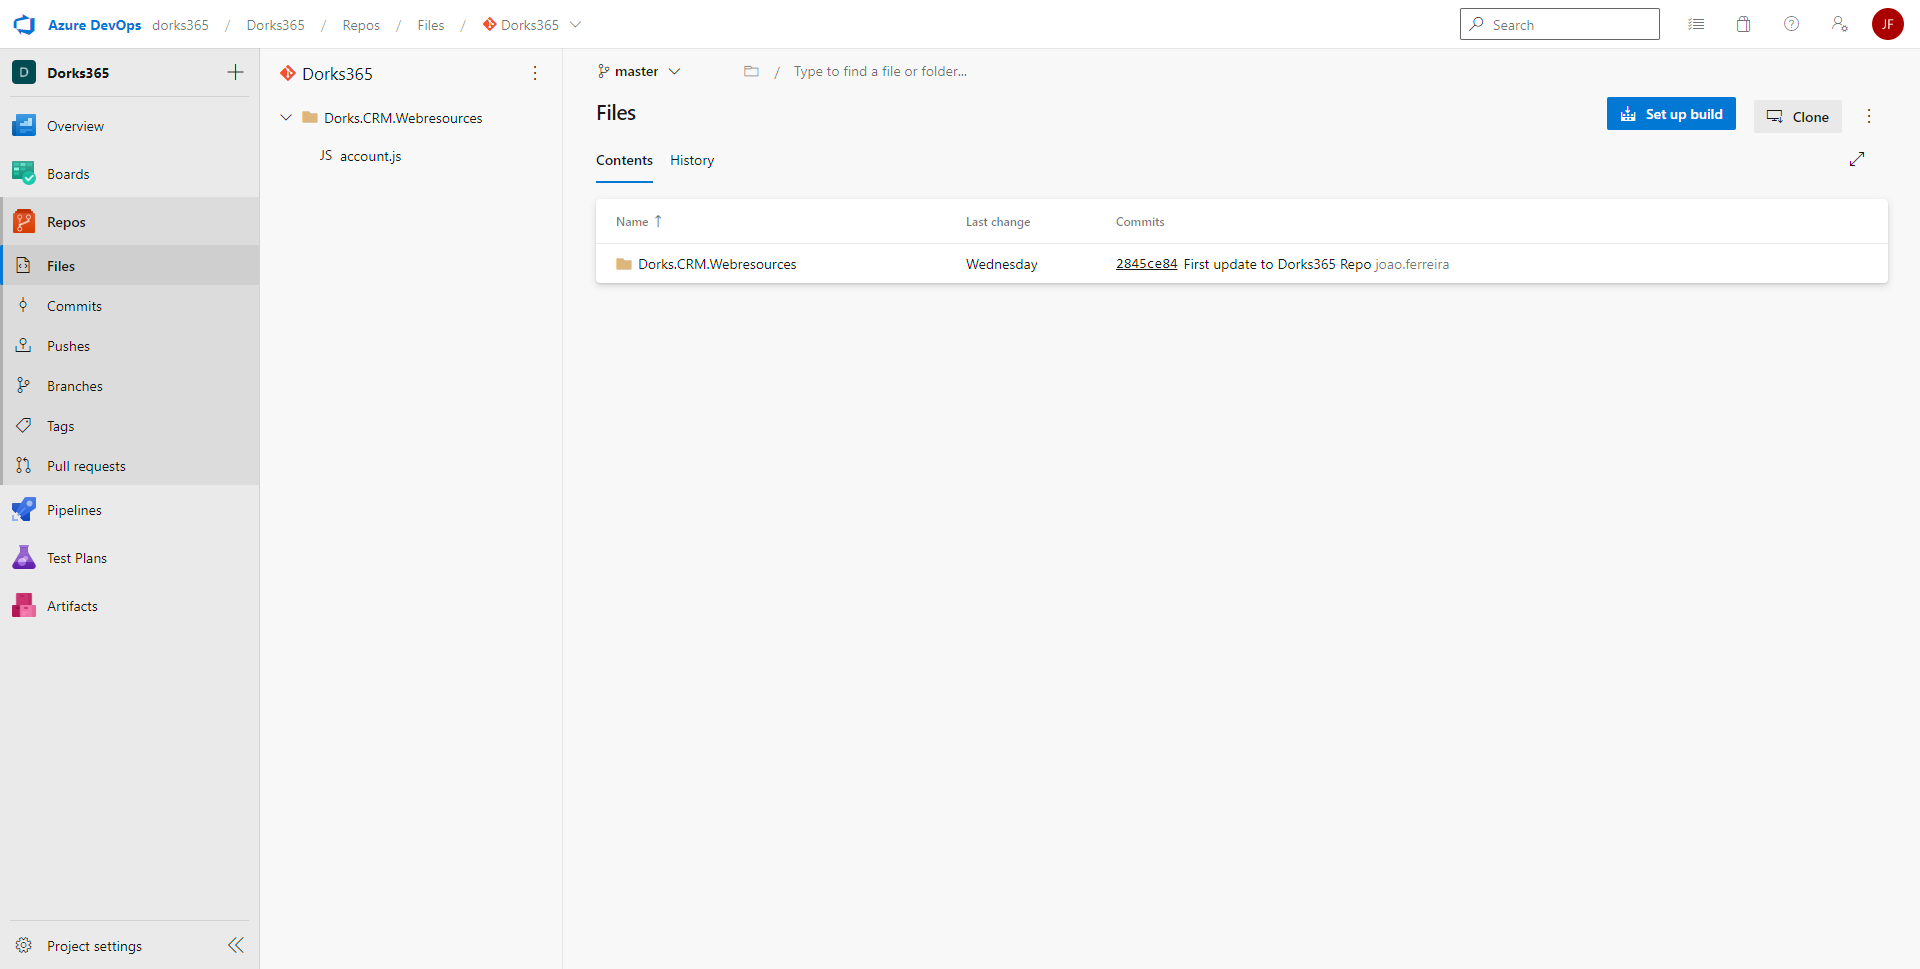 Azure DevOps dorks365 / Dorks365 / Repos / Files / Dorks365
Search
JF
D Dorks365
Overview
Boards
Repos
Files
Commits
Pushes
Branches
Tags
Pull requests
Pipelines
Test Plans
Artifacts
Project settings
Dorks365
Dorks.CRM.Webresources
JS account.js
master / Type to find a file or folder...
Files
Set up build
Clone
Contents History
Name Last change Commits
Dorks.CRM.Webresources Wednesday 2845ce84 First update to Dorks365 Repo joao.ferreira